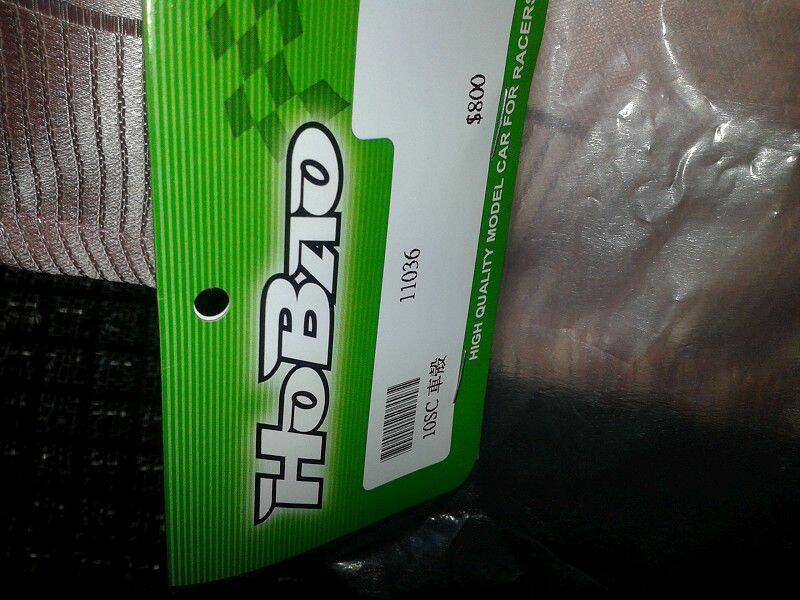 HoBao
11036
$800
10SC 車殼
HIGH QUALITY MODEL CAR FOR RACERS